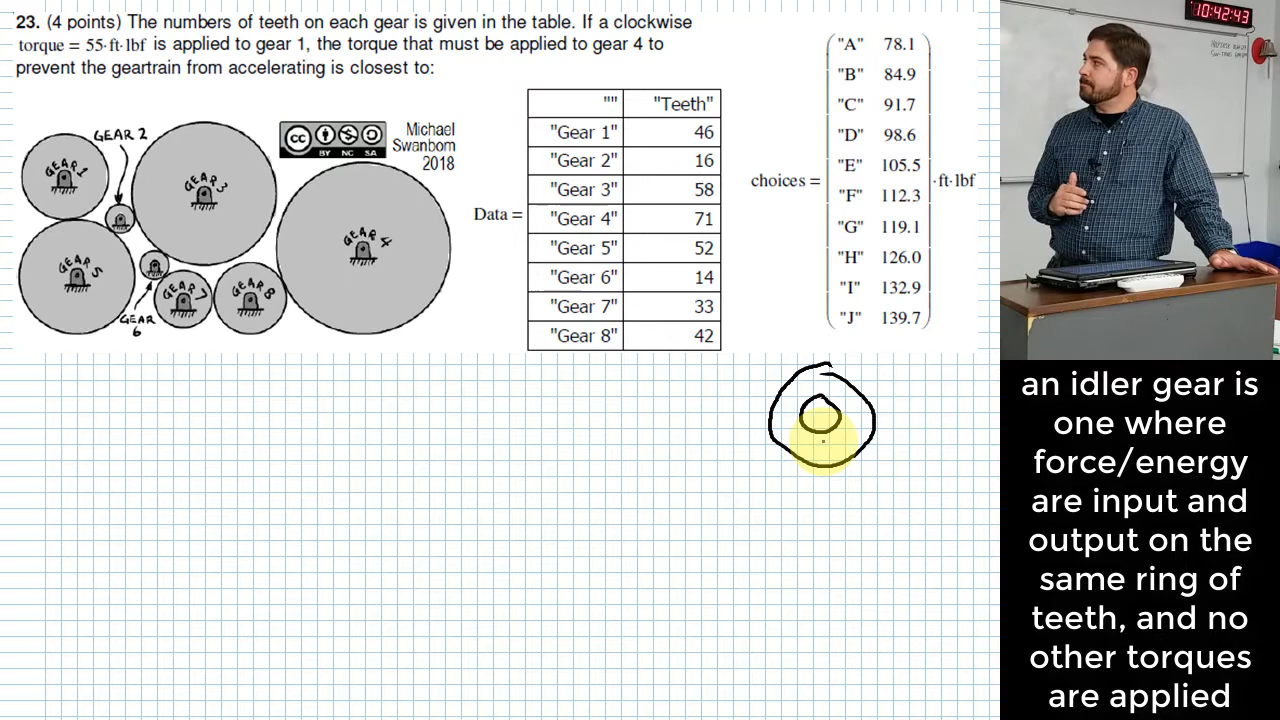 23. (4 points) The numbers of teeth on each gear is given in the table. If a clockwise
torque = 55·ft·lbf is applied to gear 1, the torque that must be applied to gear 4 to
prevent the geartrain from accelerating is closest to:
GEAR 1
GEAR 2
GEAR 3
GEAR 4
GEAR 5
GEAR
6
GEAR 7
GEAR 8
cc
BY NC SA
Michael
Swanbom
2018
Data =
"" "Teeth"
"Gear 1" 46
"Gear 2" 16
"Gear 3" 58
"Gear 4" 71
"Gear 5" 52
"Gear 6" 14
"Gear 7" 33
"Gear 8" 42
choices =
"A" 78.1
"B" 84.9
"C" 91.7
"D" 98.6
"E" 105.5
"F" 112.3
"G" 119.1
"H" 126.0
"I" 132.9
"J" 139.7
·ft·lbf
10:42:43
an idler gear is
one where
force/energy
are input and
output on the
same ring of
teeth, and no
other torques
are applied